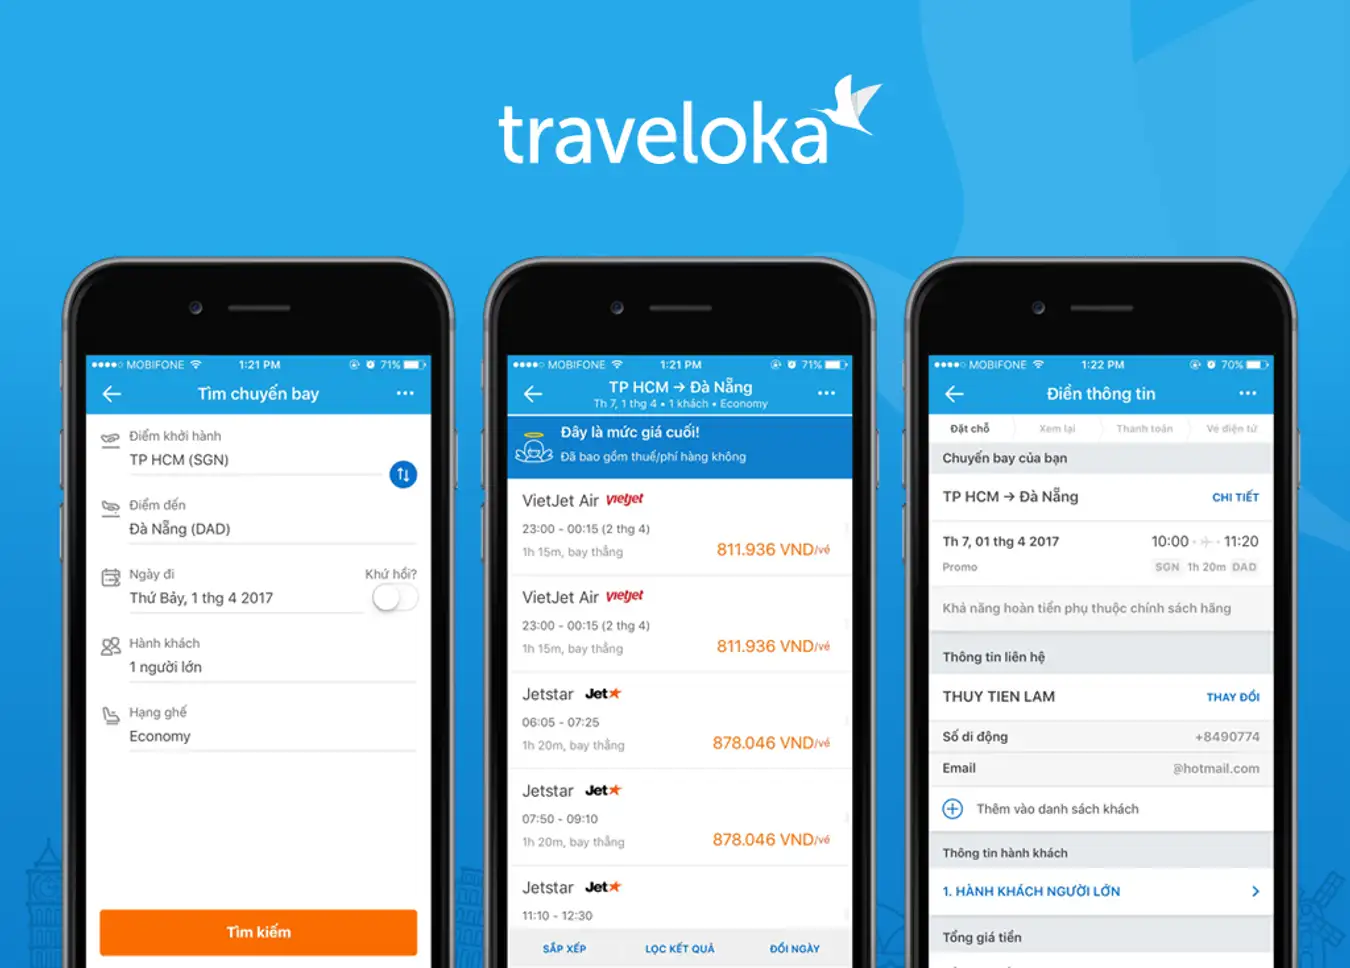 traveloka
MOBIFONE 1:21 PM 71%
Tìm chuyến bay
Điểm khởi hành
TP HCM (SGN)
Điểm đến
Đà Nẵng (DAD)
Ngày đi Khứ hồi?
Thứ Bảy, 1 thg 4 2017
Hành khách
1 người lớn
Hạng ghế
Economy
Tìm kiếm
MOBIFONE 1:21 PM 71%
TP HCM → Đà Nẵng
Th 7, 1 thg 4 • 1 khách • Economy
Đây là mức giá cuối!
Đã bao gồm thuế/phí hàng không
VietJet Air vietjet
23:00 - 00:15 (2 thg 4)
1h 15m, bay thẳng 811.936 VND/vé
VietJet Air vietjet
23:00 - 00:15 (2 thg 4)
1h 15m, bay thẳng 811.936 VND/vé
Jetstar Jet★
06:05 - 07:25
1h 20m, bay thẳng 878.046 VND/vé
Jetstar Jet★
07:50 - 09:10
1h 20m, bay thẳng 878.046 VND/vé
Jetstar Jet★
11:10 - 12:30
SẮP XẾP LỌC KẾT QUẢ ĐỔI NGÀY
MOBIFONE 1:22 PM 70%
Điền thông tin
Đặt chỗ Xem lại Thanh toán Vé điện tử
Chuyến bay của bạn
TP HCM → Đà Nẵng CHI TIẾT
Th 7, 01 thg 4 2017 10:00 11:20
Promo SGN 1h 20m DAD
Khả năng hoàn tiền phụ thuộc chính sách hãng
Thông tin liên hệ
THUY TIEN LAM THAY ĐỔI
Số di động +8490774
Email @hotmail.com
Thêm vào danh sách khách
Thông tin hành khách
1. HÀNH KHÁCH NGƯỜI LỚN
Tổng giá tiền